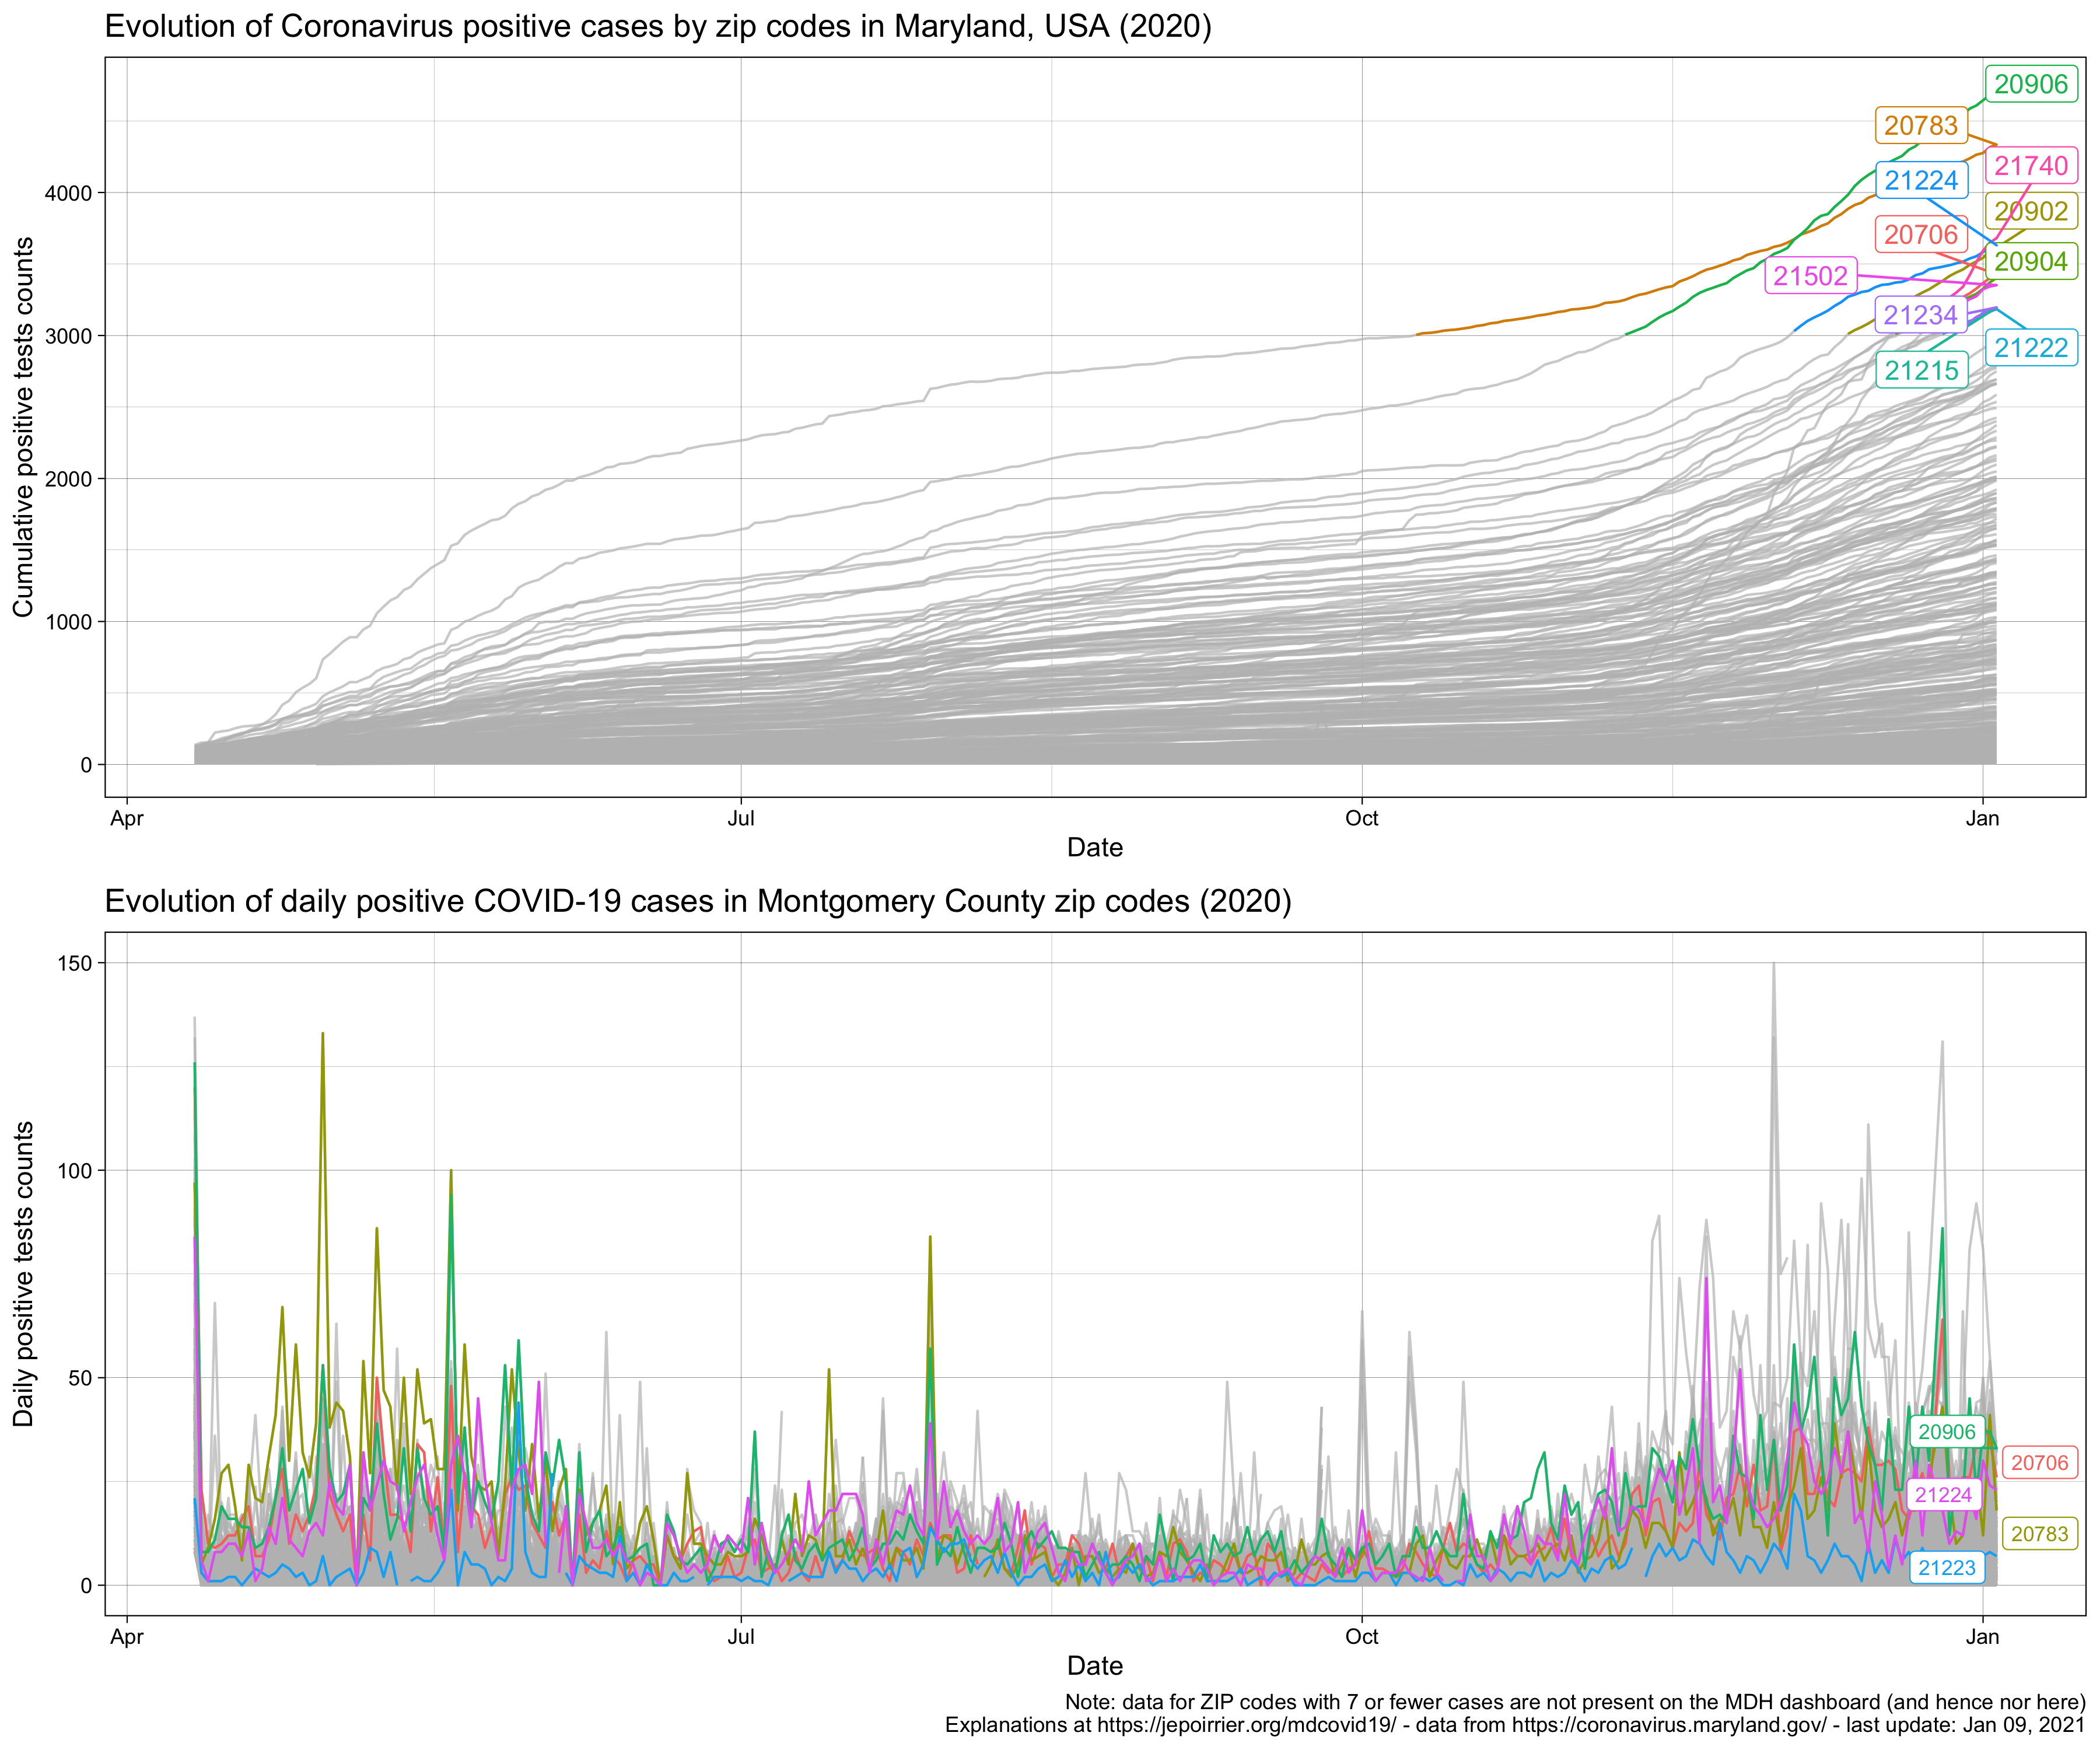 Evolution of Coronavirus positive cases by zip codes in Maryland, USA (2020)
Cumulative positive tests counts
4000
3000
2000
1000
0
20906
20783
21740
21224
20902
20706
20904
21502
21234
21222
21215
Apr
Jul
Oct
Jan
Date
Evolution of daily positive COVID-19 cases in Montgomery County zip codes (2020)
Daily positive tests counts
150
100
50
0
20906
20706
21224
20783
21223
Apr
Jul
Oct
Jan
Date
Note: data for ZIP codes with 7 or fewer cases are not present on the MDH dashboard (and hence nor here)
Explanations at https://jepoirrier.org/mdcovid19/ - data from https://coronavirus.maryland.gov/ - last update: Jan 09, 2021